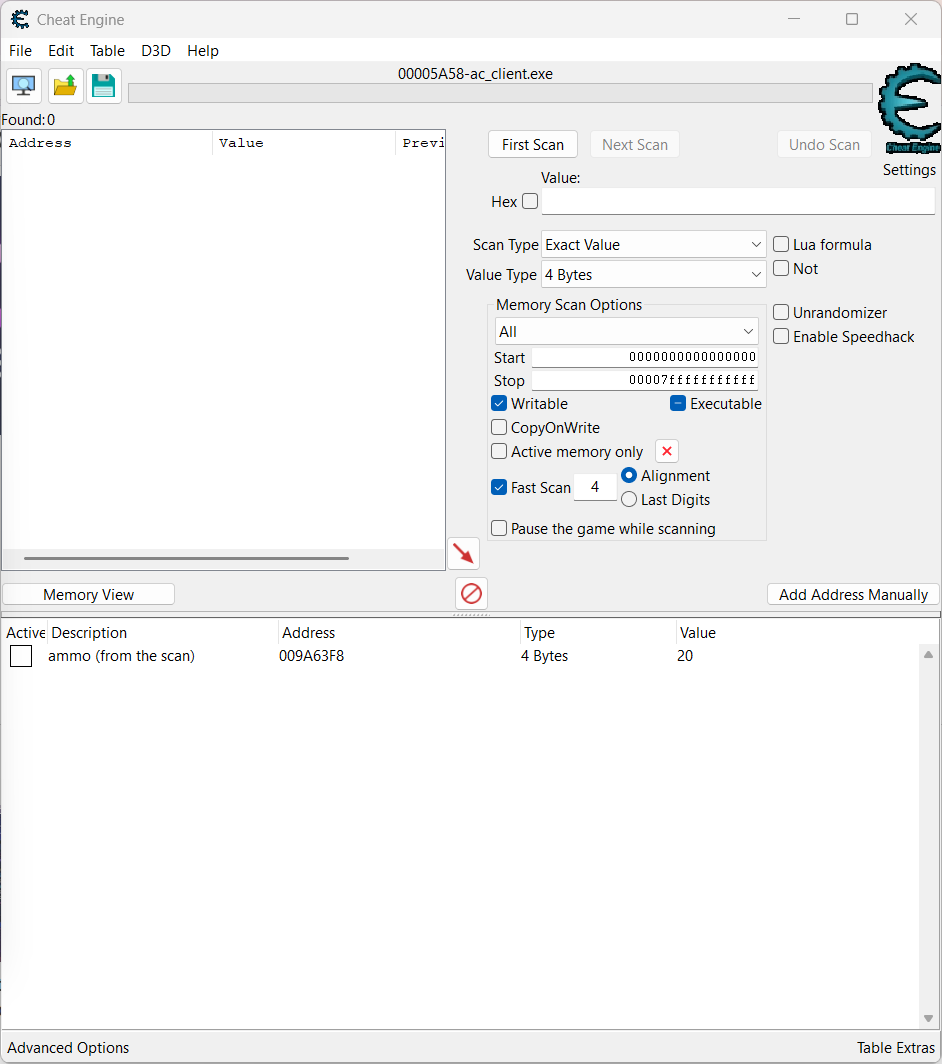 Cheat Engine
File Edit Table D3D Help
00005A58-ac_client.exe
Cheat Engine
Settings
Found:0
Address Value Previ
First Scan Next Scan Undo Scan
Value:
Hex
Scan Type Exact Value Lua formula
Value Type 4 Bytes Not
Memory Scan Options
All
Unrandomizer
Enable Speedhack
Start 0000000000000000
Stop 00007fffffffffff
Writable Executable
CopyOnWrite
Active memory only
Fast Scan 4 Alignment
Last Digits
Pause the game while scanning
Memory View Add Address Manually
Active Description Address Type Value
ammo (from the scan) 009A63F8 4 Bytes 20
Advanced Options Table Extras